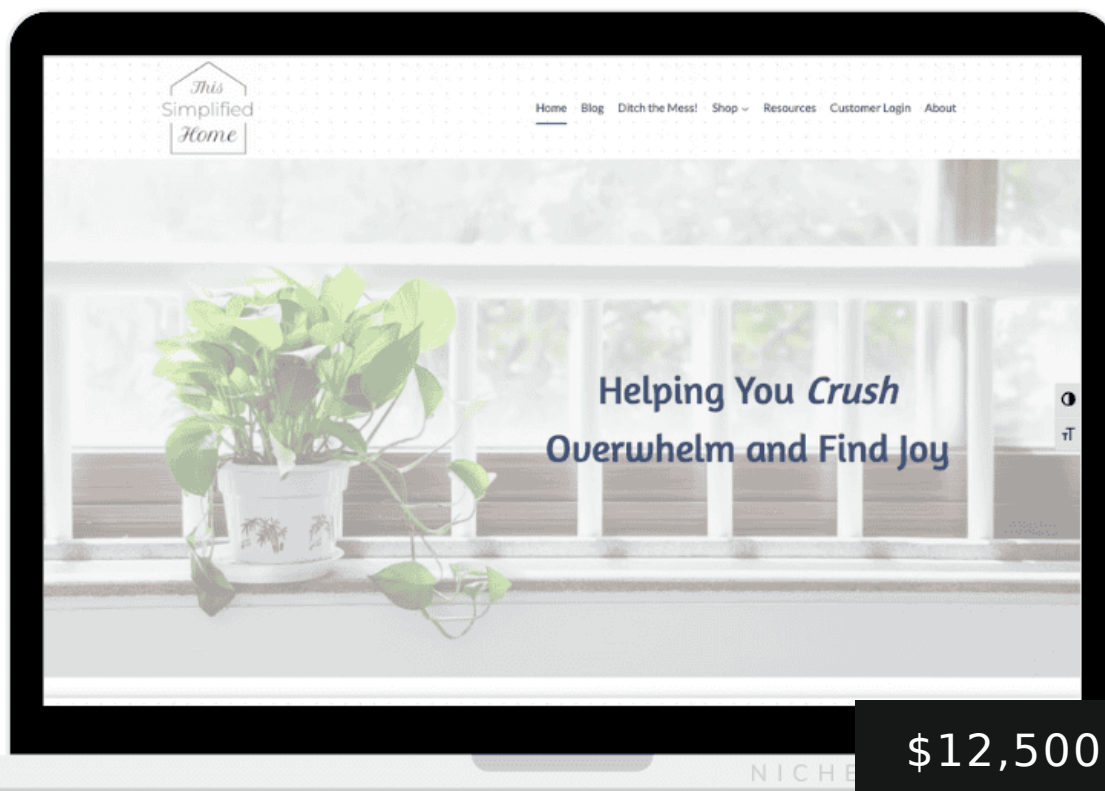 This
Simplified
Home
Home Blog Ditch the Mess! Shop Resources Customer Login About
Helping You Crush
Overwhelm and Find Joy
TT
$12,500
NICHE